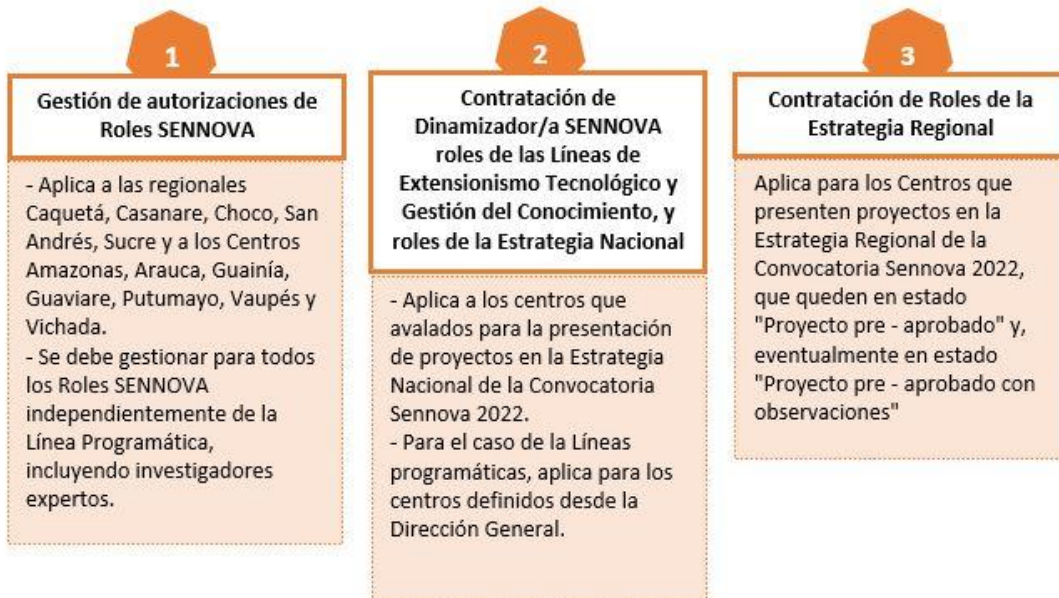 1
Gestión de autorizaciones de
Roles SENNOVA
- Aplica a las regionales
Caquetá, Casanare, Choco, San
Andrés, Sucre y a los Centros
Amazonas, Arauca, Guainía,
Guaviare, Putumayo, Vaupés y
Vichada.
- Se debe gestionar para todos
los Roles SENNOVA
independientemente de la
Línea Programática,
incluyendo investigadores
expertos.
2
Contratación de
Dinamizador/a SENNOVA
roles de las Líneas de
Extensionismo Tecnológico y
Gestión del Conocimiento, y
roles de la Estrategia Nacional
- Aplica a los centros que
avalados para la presentación
de proyectos en la Estrategia
Nacional de la Convocatoria
Sennova 2022.
- Para el caso de la Líneas
programáticas, aplica para los
centros definidos desde la
Dirección General.
3
Contratación de Roles de la
Estrategia Regional
Aplica para los Centros que
presenten proyectos en la
Estrategia Regional de la
Convocatoria Sennova 2022,
que queden en estado
"Proyecto pre - aprobado" y,
eventualmente en estado
"Proyecto pre - aprobado con
observaciones"